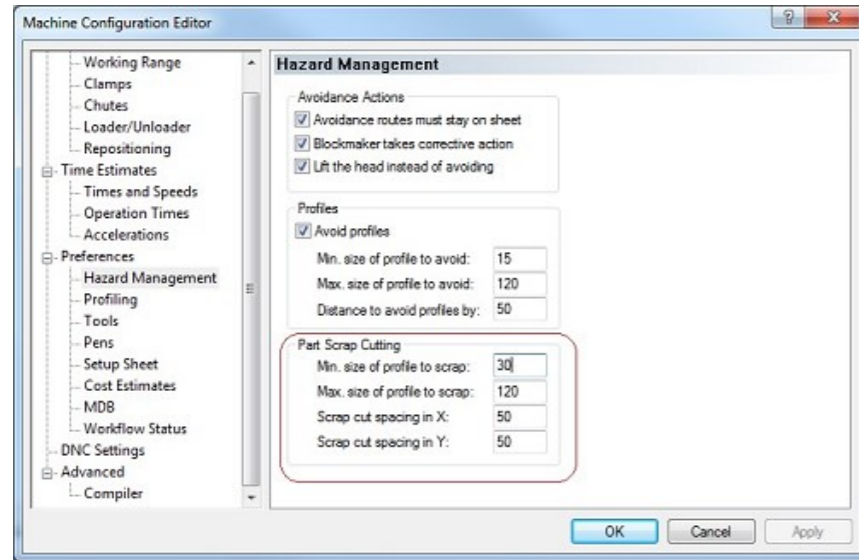 Machine Configuration Editor
Working Range
Clamps
Chutes
Loader/Unloader
Repositioning
Time Estimates
Times and Speeds
Operation Times
Accelerations
Preferences
Hazard Management
Profiling
Tools
Pens
Setup Sheet
Cost Estimates
MDB
Workflow Status
DNC Settings
Advanced
Compiler
Hazard Management
Avoidance Actions
Avoidance routes must stay on sheet
Blockmaker takes corrective action
Lift the head instead of avoiding
Profiles
Avoid profiles
Min. size of profile to avoid: 15
Max. size of profile to avoid: 120
Distance to avoid profiles by: 50
Part Scrap Cutting
Min. size of profile to scrap: 30
Max. size of profile to scrap: 120
Scrap cut spacing in X: 50
Scrap cut spacing in Y: 50
OK Cancel Apply